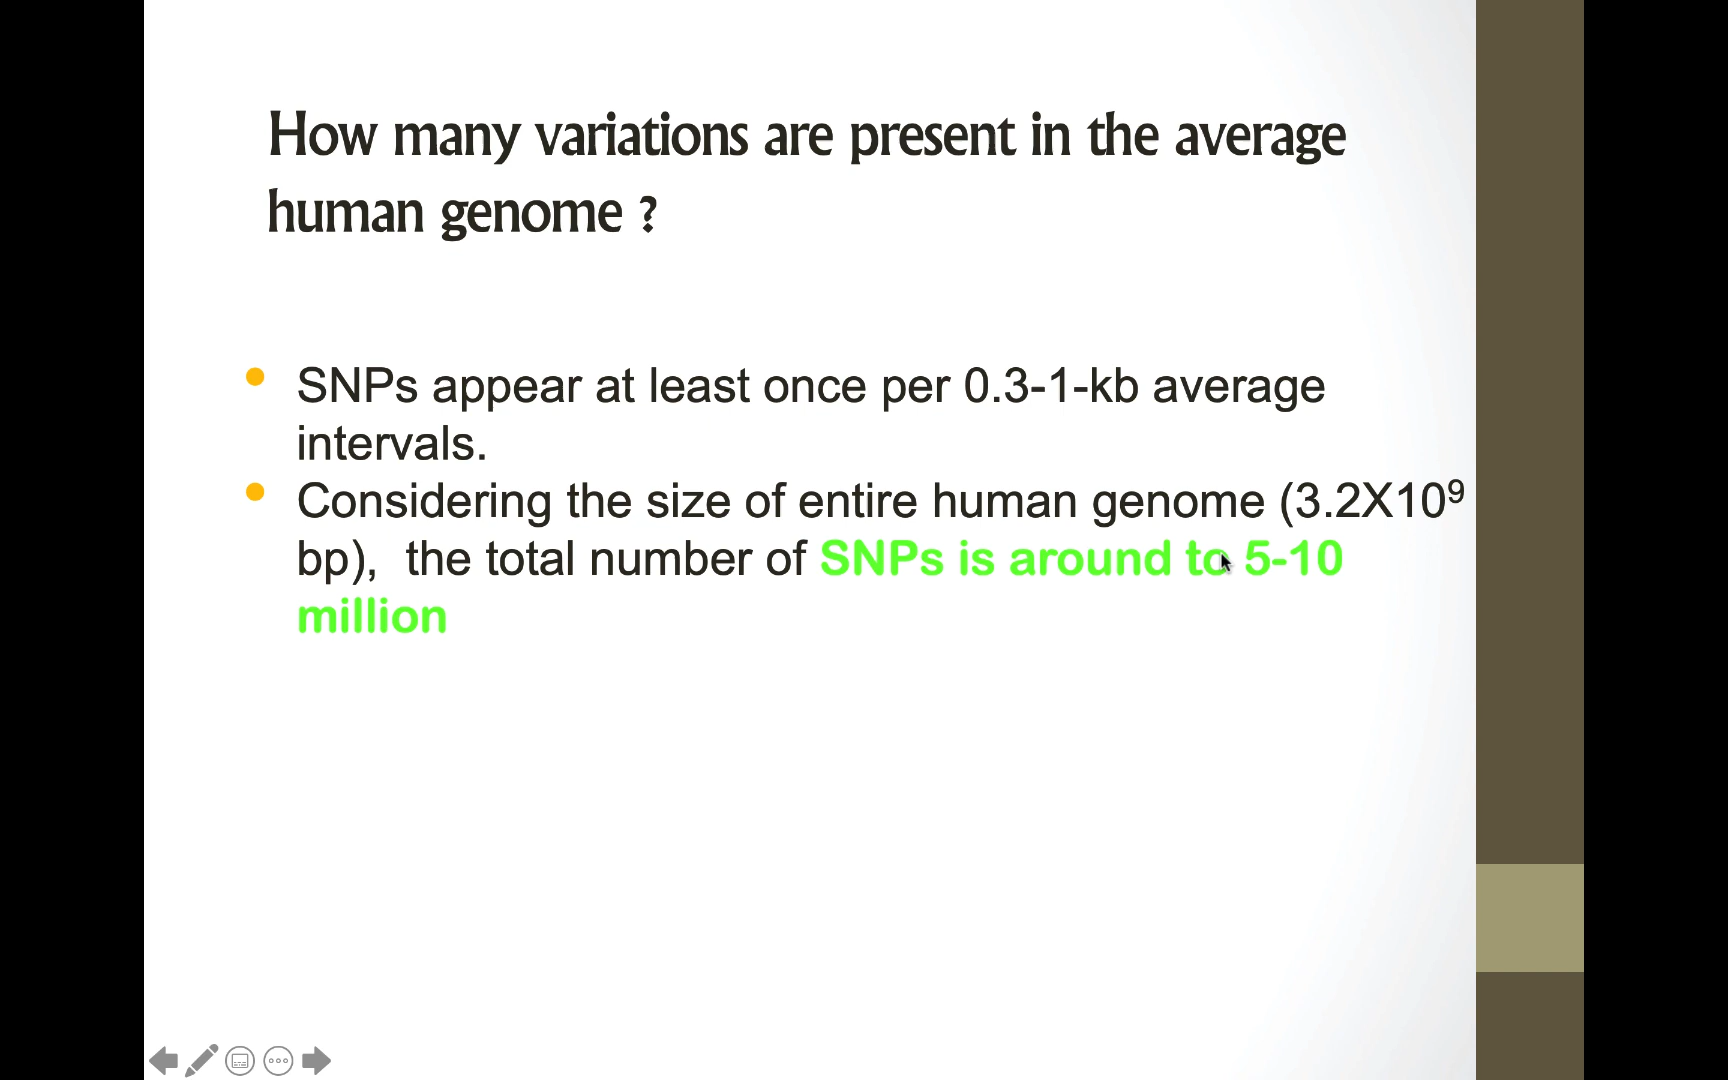 How many variations are present in the average
human genome ?
• SNPs appear at least once per 0.3-1-kb average
intervals.
• Considering the size of entire human genome (3.2X10⁹
bp),  the total number of SNPs is around to 5-10
million